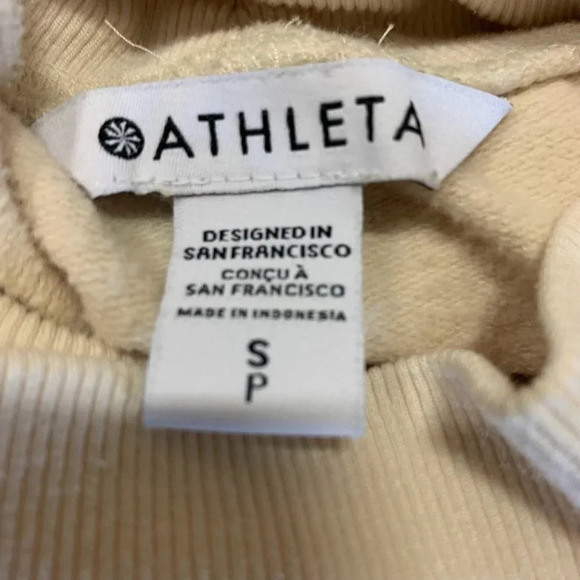 ATHLETA
DESIGNED IN
SAN FRANCISCO
CONÇU À
SAN FRANCISCO
MADE IN INDONESIA
S
P